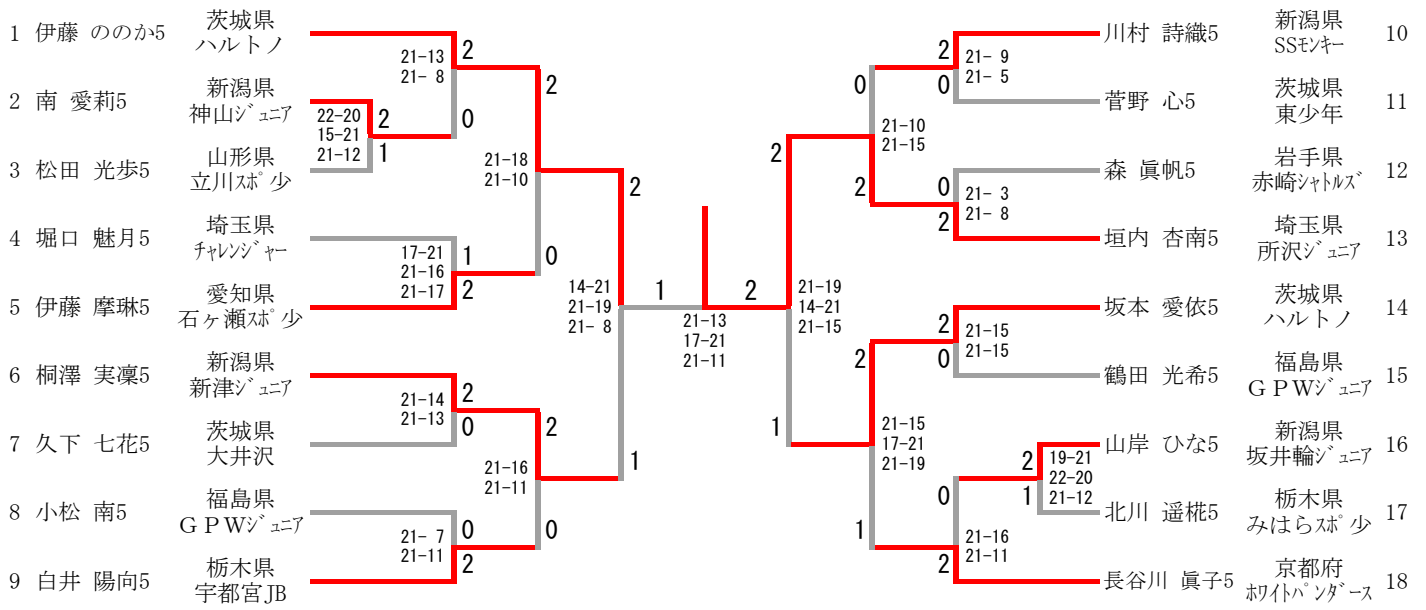 1 伊藤 ののか5 茨城県
ハルトノ
2 南 愛莉5 新潟県
神山ジュニア
3 松田 光歩5 山形県
立川スポ少
4 堀口 魅月5 埼玉県
チャレンジャー
5 伊藤 摩琳5 愛知県
石ヶ瀬スポ少
6 桐澤 実凜5 新潟県
新津ジュニア
7 久下 七花5 茨城県
大井沢
8 小松 南5 福島県
GPWジュニア
9 白井 陽向5 栃木県
宇都宮JB
21-13
21- 8
2
0
22-20
15-21
21-12
2
1
17-21
21-16
21-17
1
2
21-14
21-13
2
0
21- 7
21-11
0
2
21-18
21-10
2
0
21-16
21-11
2
0
14-21
21-19
21- 8
2
1
1
2
21-13
17-21
21-11
21-19
14-21
21-15
2
1
21-10
21-15
0
2
21-15
17-21
21-19
2
1
21- 9
21- 5
2
0
21- 3
21- 8
0
2
21-15
21-15
2
0
19-21
22-20
21-12
2
1
21-16
21-11
0
2
川村 詩織5 新潟県 10
SSモンキー
菅野 心5 茨城県 11
東少年
森 眞帆5 岩手県 12
赤崎シャトルズ
垣内 杏南5 埼玉県 13
所沢ジュニア
坂本 愛依5 茨城県 14
ハルトノ
鶴田 光希5 福島県 15
GPWジュニア
山岸 ひな5 新潟県 16
坂井輪ジュニア
北川 遥椛5 栃木県 17
みはらスポ少
長谷川 眞子5 京都府 18
ホワイトパンダース